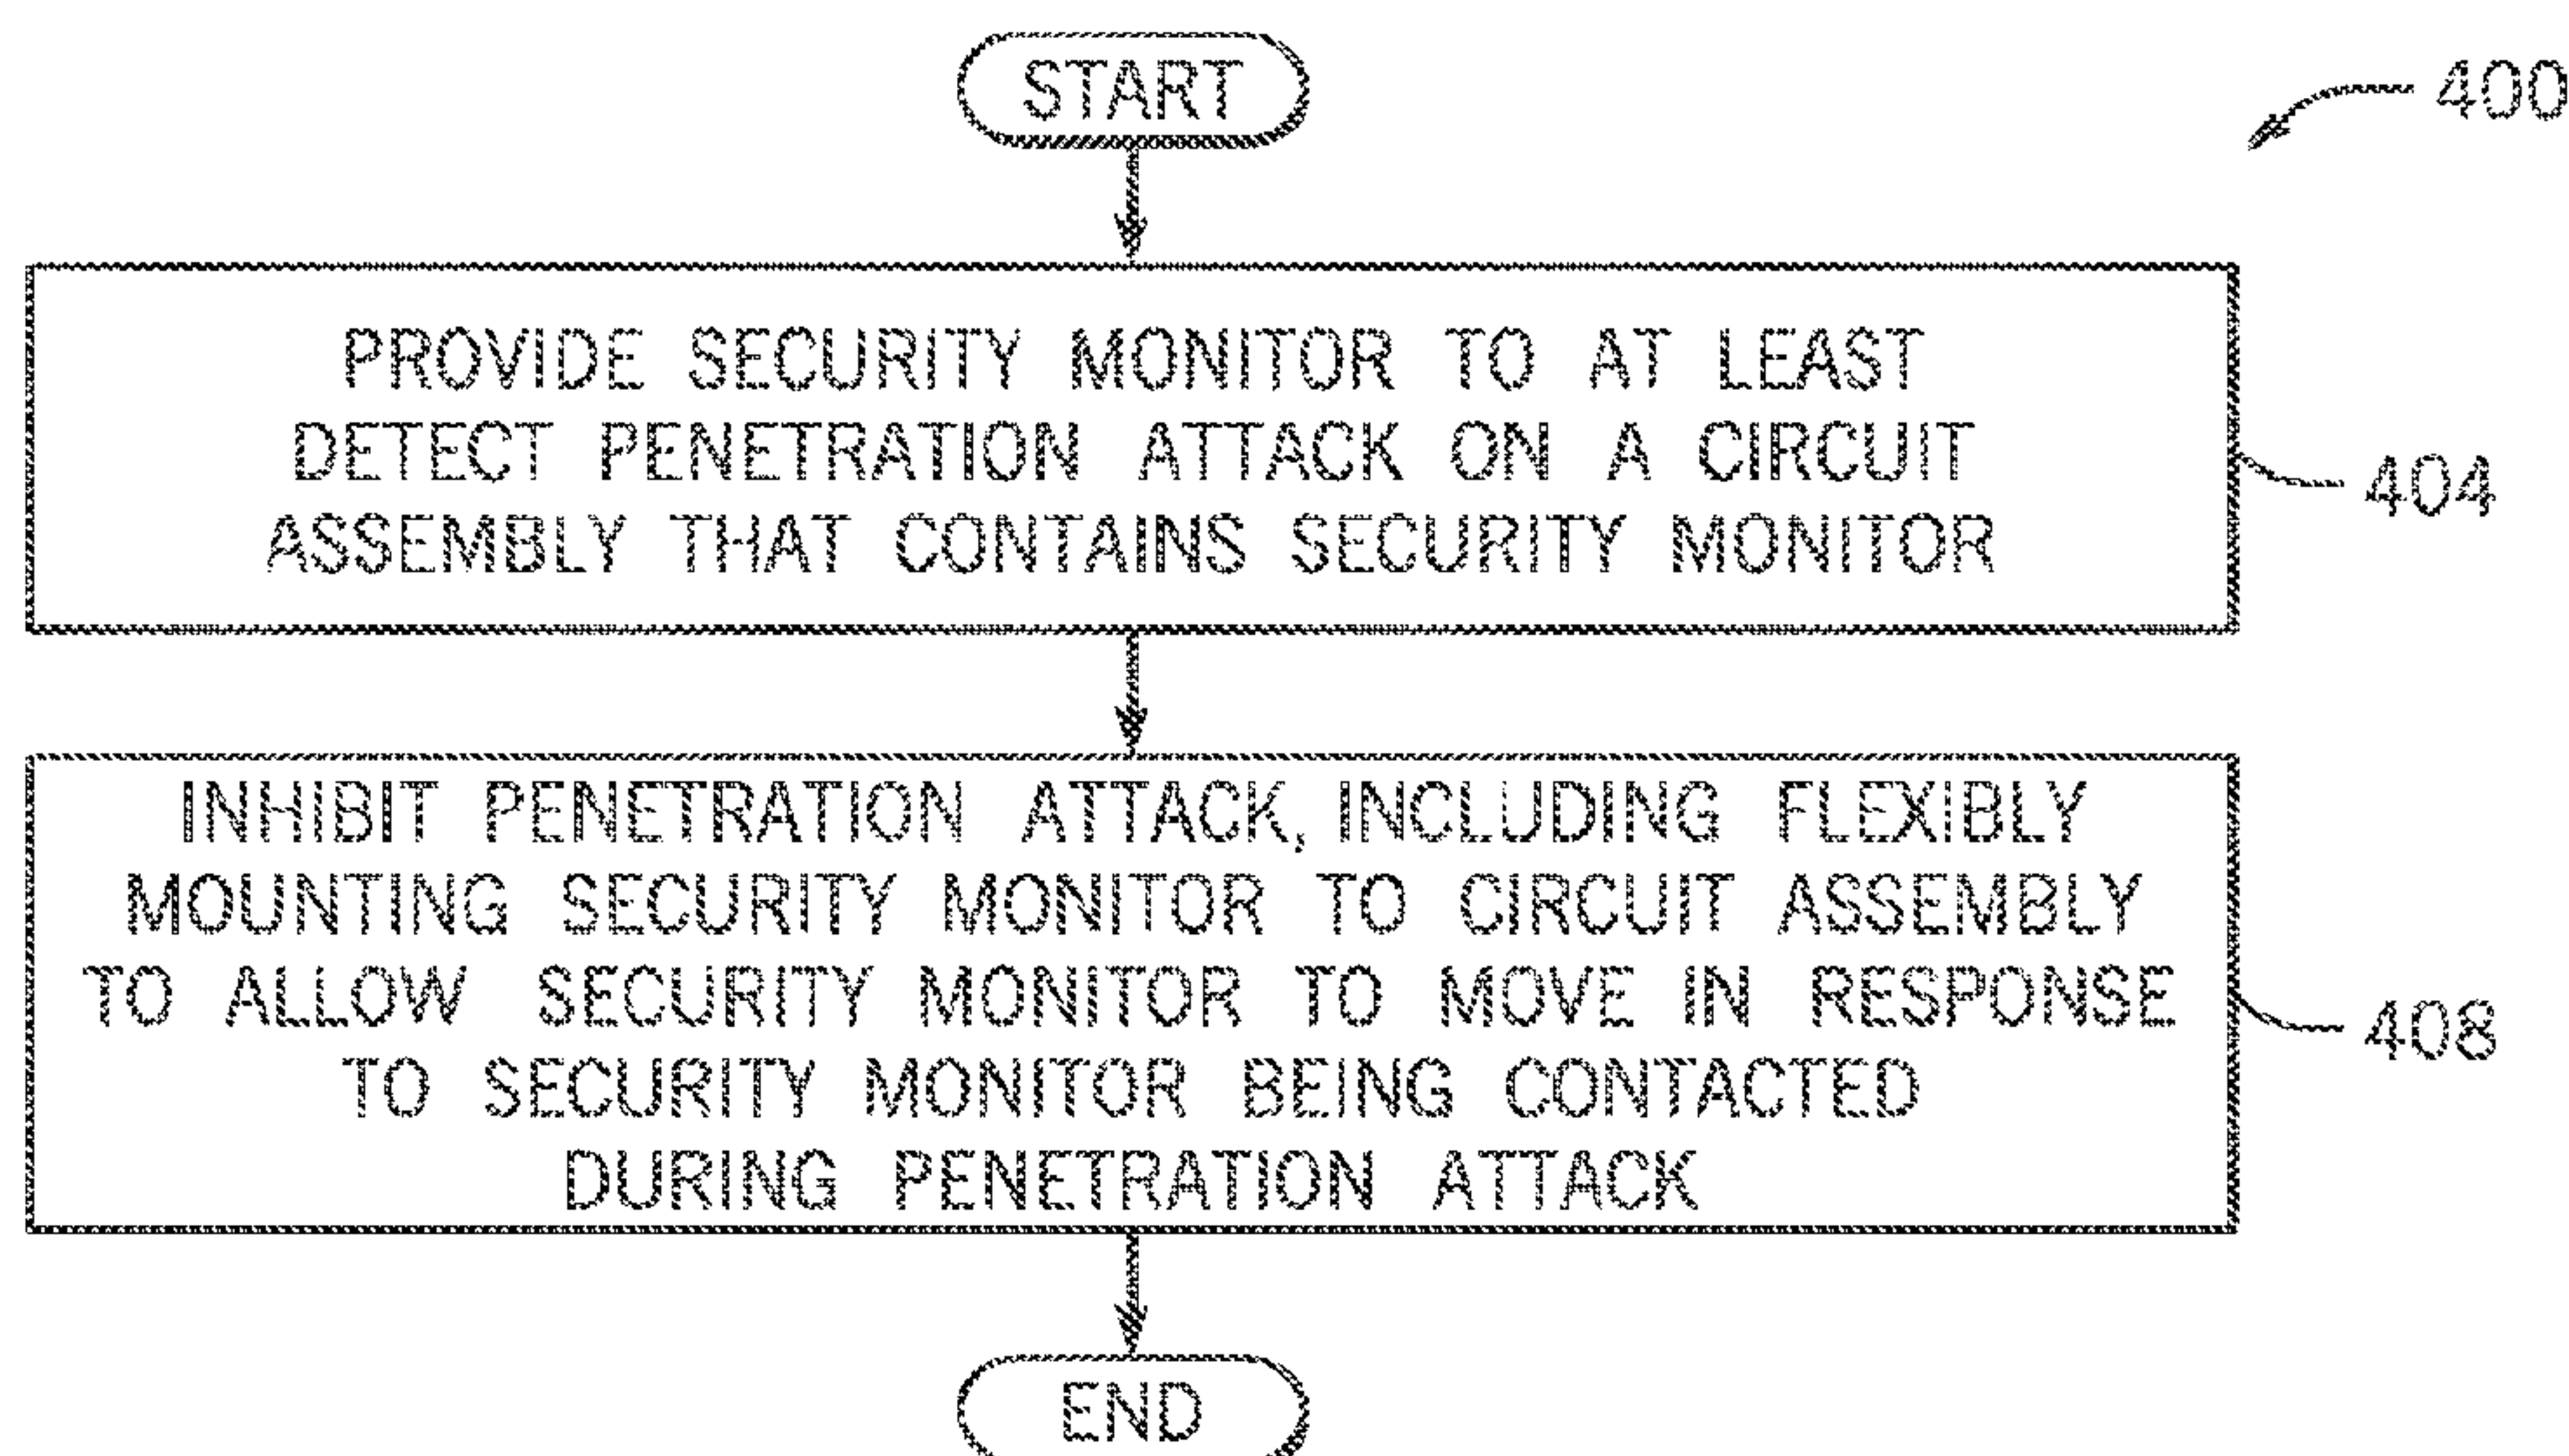 START
400
PROVIDE SECURITY MONITOR TO AT LEAST
DETECT PENETRATION ATTACK ON A CIRCUIT
ASSEMBLY THAT CONTAINS SECURITY MONITOR
404
INHIBIT PENETRATION ATTACK, INCLUDING FLEXIBLY
MOUNTING SECURITY MONITOR TO CIRCUIT ASSEMBLY
TO ALLOW SECURITY MONITOR TO MOVE IN RESPONSE
TO SECURITY MONITOR BEING CONTACTED
DURING PENETRATION ATTACK
408
END